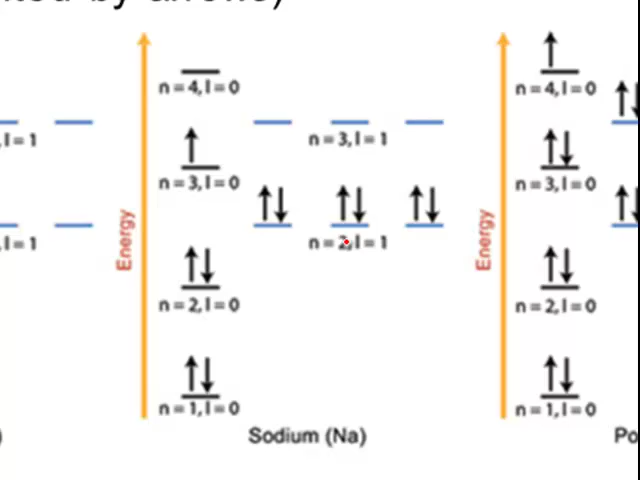 n = 4, l = 0
n = 4, l = 0
, l = 1
n = 3, l = 1
n = 3, l = 0
n = 3, l = 0
Energy
Energy
, l = 1
n = 2, l = 1
n = 2, l = 0
n = 2, l = 0
n = 1, l = 0
n = 1, l = 0
)
Sodium (Na)
Po